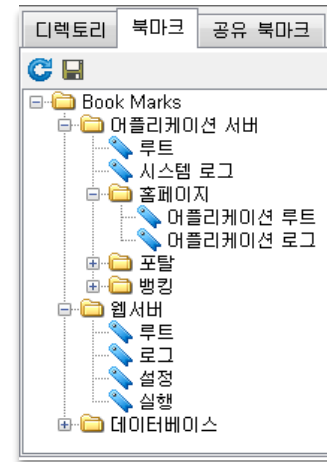 디렉토리 북마크 공유 북마크
Book Marks
어플리케이션 서버
루트
시스템 로그
홈페이지
어플리케이션 루트
어플리케이션 로그
포탈
뱅킹
웹서버
루트
로그
설정
실행
데이터베이스